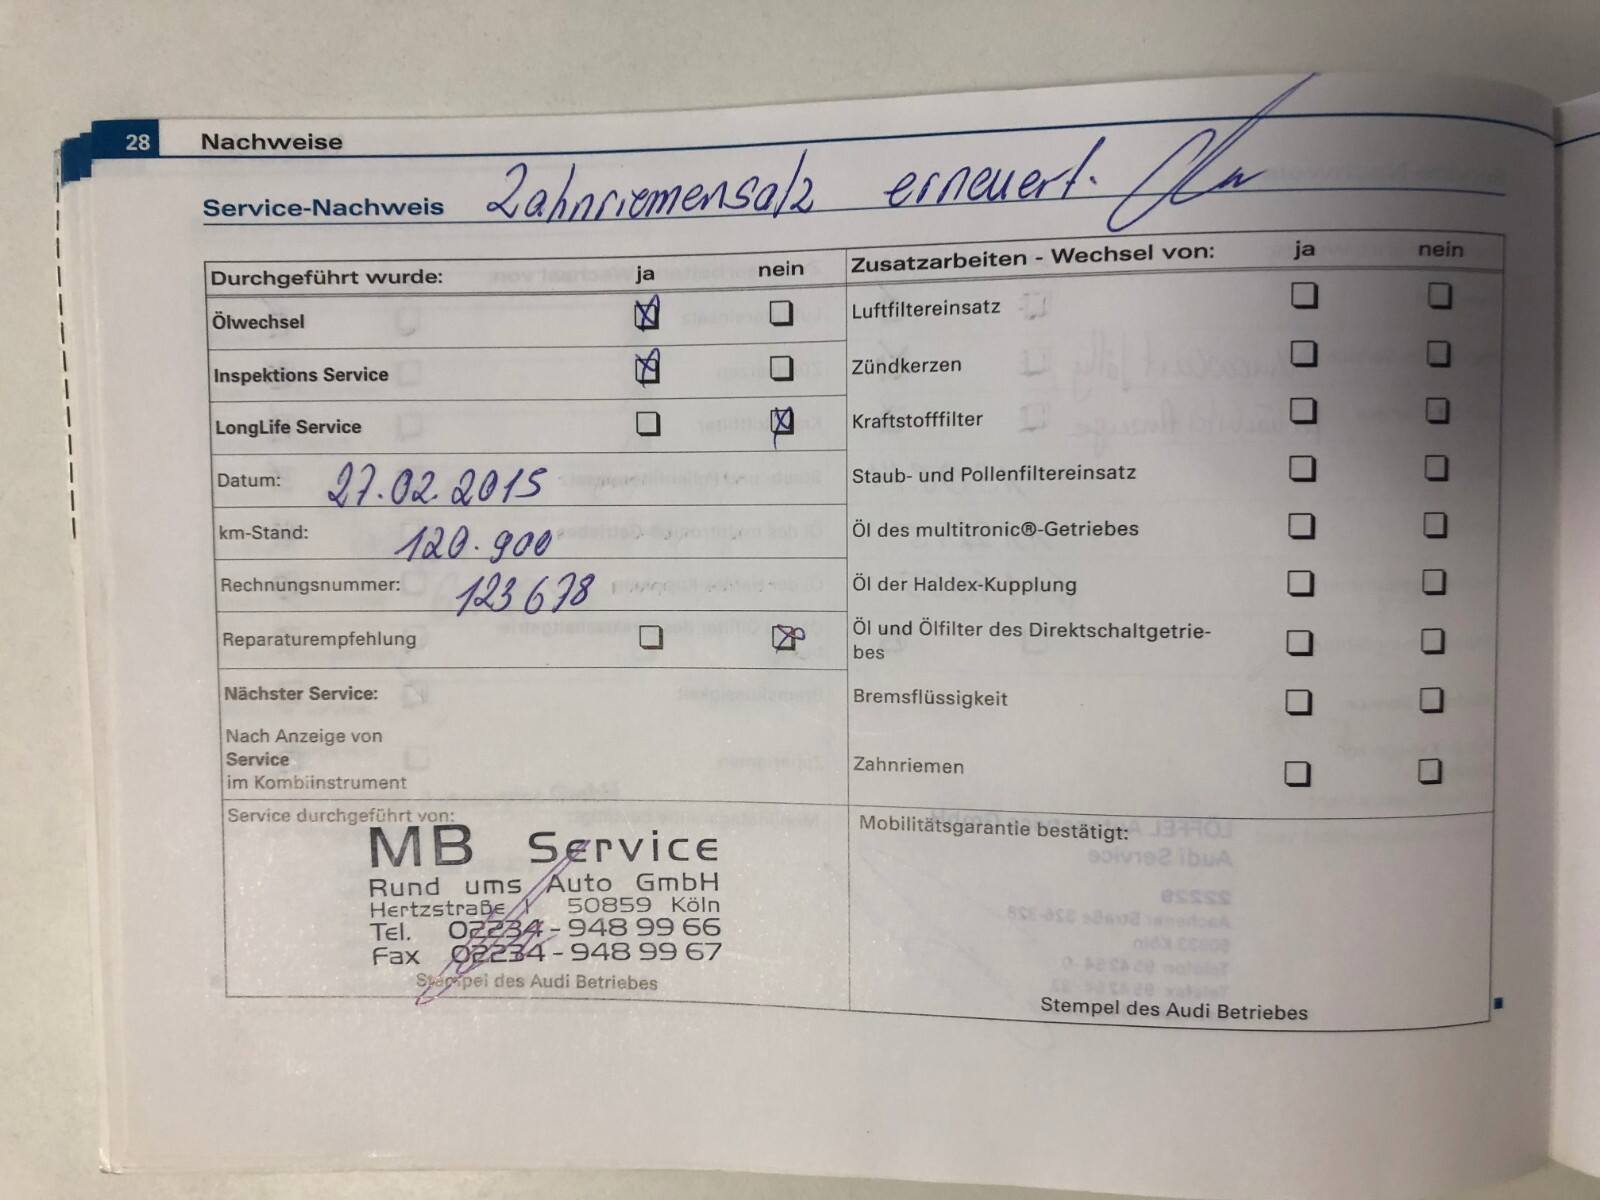 28 Nachweise
Service-Nachweis Zahnriemensatz erneuert.
Durchgeführt wurde: ja nein
Ölwechsel
Inspektions Service
LongLife Service
Datum: 27.02.2015
km-Stand: 120.900
Rechnungsnummer: 123678
Reparaturempfehlung
Nächster Service:
Nach Anzeige von
Service
im Kombiinstrument
Service durchgeführt von:
MB Service
Rund ums Auto GmbH
Hertzstraße 1 50859 Köln
Tel. 02234-948 99 66
Fax 02234-948 99 67
Stempel des Audi Betriebes
Zusatzarbeiten - Wechsel von: ja nein
Luftfiltereinsatz
Zündkerzen
Kraftstofffilter
Staub- und Pollenfiltereinsatz
Öl des multitronic®-Getriebes
Öl der Haldex-Kupplung
Öl und Ölfilter des Direktschaltgetrie-
bes
Bremsflüssigkeit
Zahnriemen
Mobilitätsgarantie bestätigt:
Stempel des Audi Betriebes